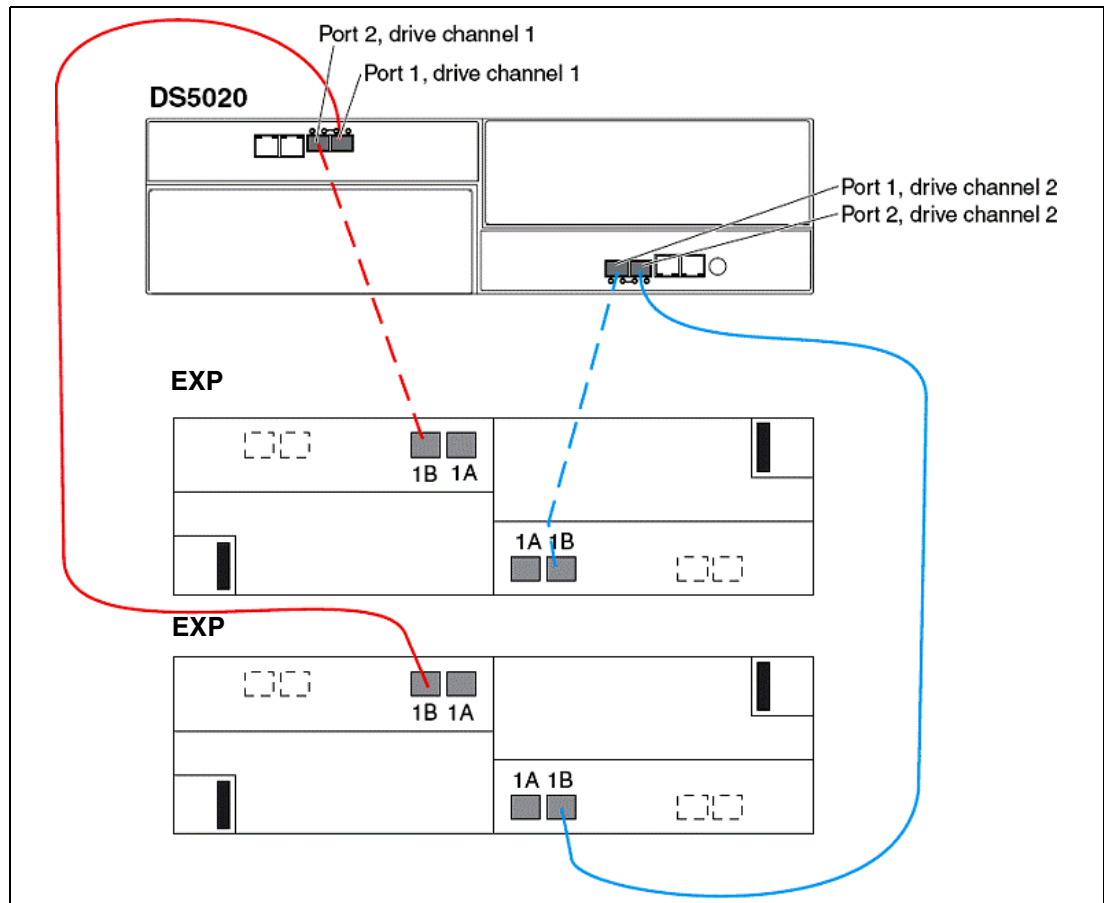 Port 2, drive channel 1
Port 1, drive channel 1
DS5020
Port 1, drive channel 2
Port 2, drive channel 2
EXP
1B 1A
1A 1B
EXP
1B 1A
1A 1B